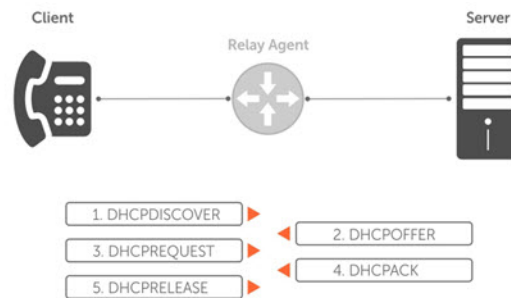 Client
Server
Relay Agent
1. DHCPDISCOVER
2. DHCPOFFER
3. DHCPREQUEST
4. DHCPACK
5. DHCPRELEASE